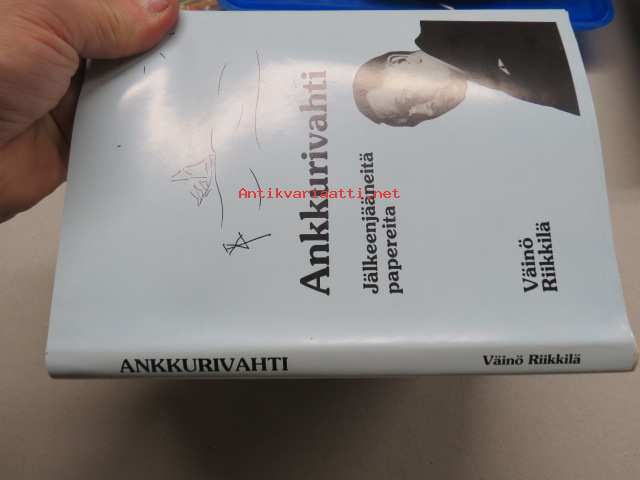 Ankkurivahti
Jälkeenjääneitä
papereita
Väinö
Riikkilä
ANKKURIVAHTI
Väinö Riikkilä
Antikvariaatti.net